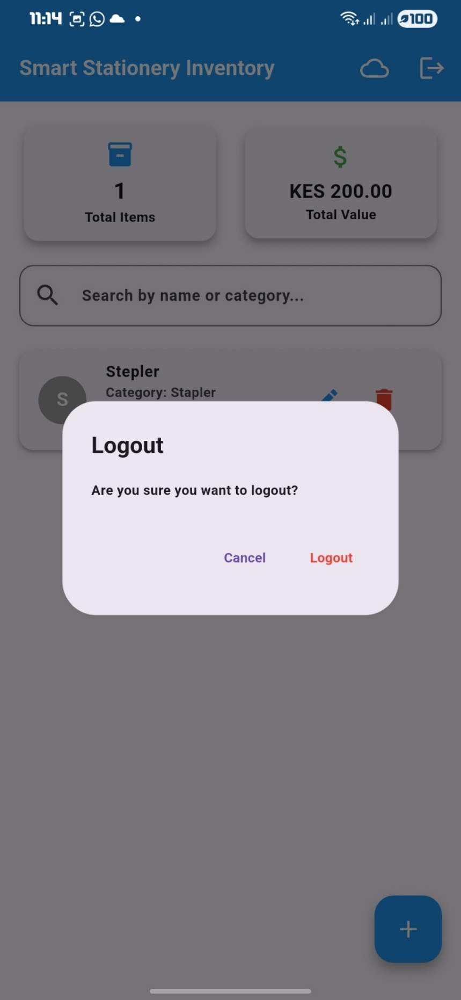 11:14
100
Smart Stationery Inventory
1
Total Items
$
KES 200.00
Total Value
Search by name or category...
S
Stepler
Category: Stapler
Logout
Are you sure you want to logout?
Cancel
Logout
+